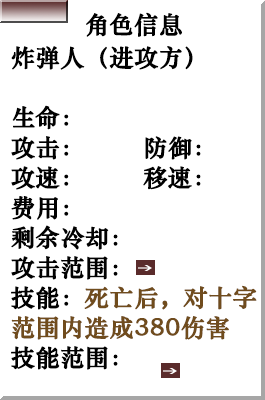 角色信息
炸弹人（进攻方）
生命：
攻击： 防御：
攻速： 移速：
费用：
剩余冷却：
攻击范围：
技能：死亡后，对十字
范围内造成380伤害
技能范围：